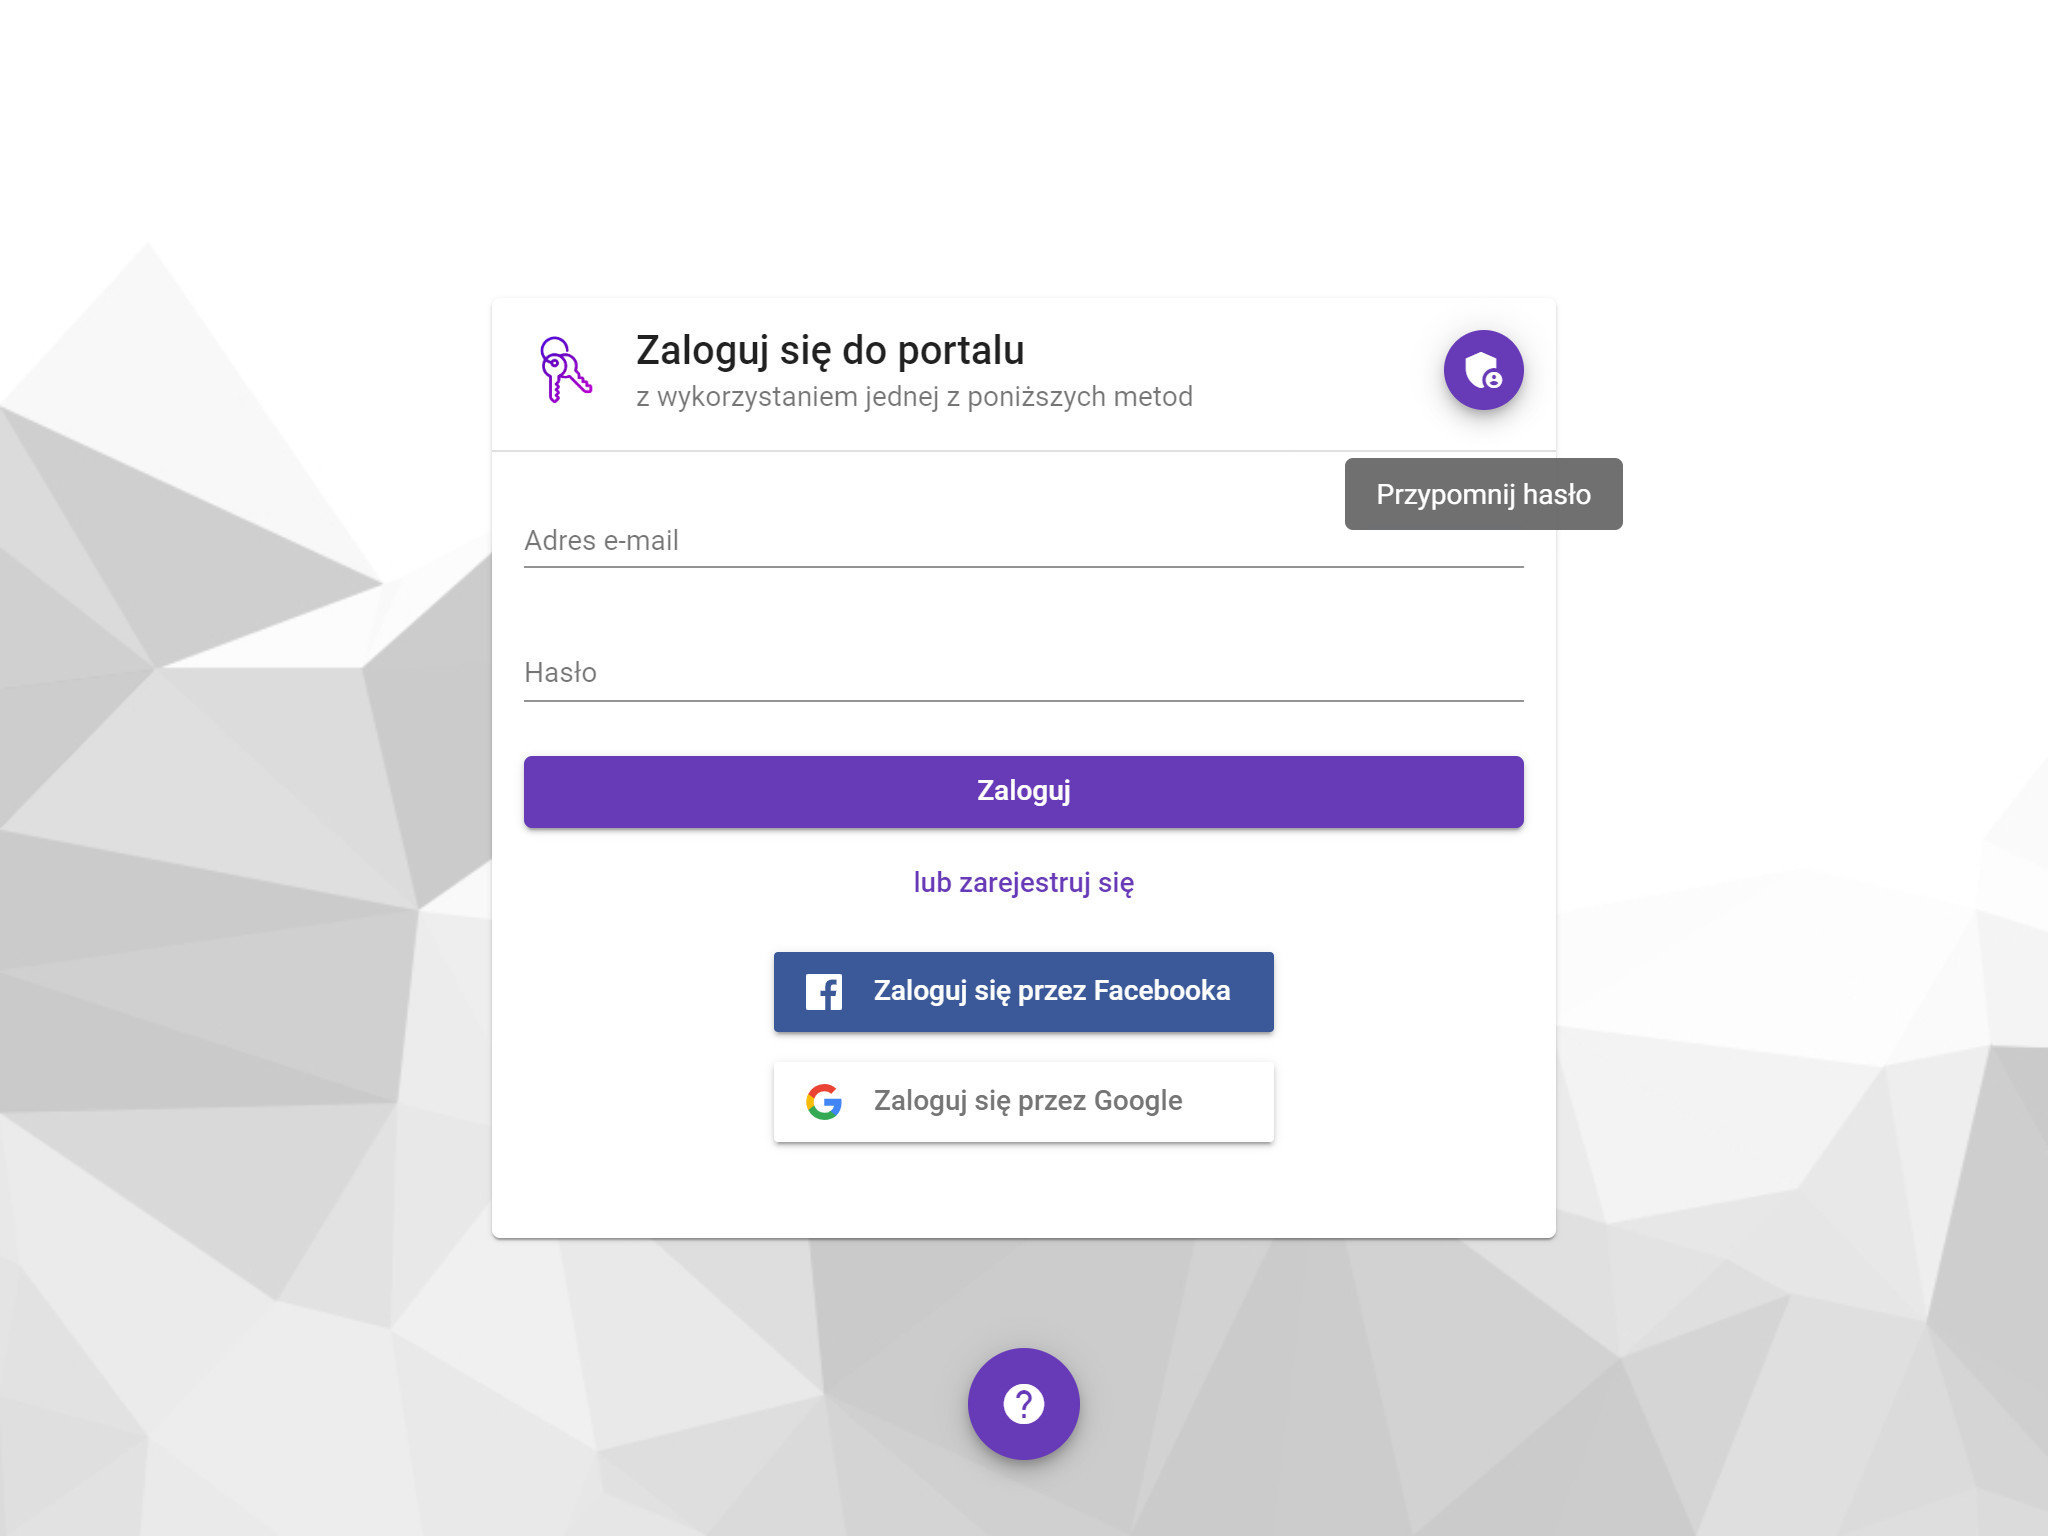 Zaloguj się do portalu
z wykorzystaniem jednej z poniższych metod
Przypomnij hasło
Adres e-mail
Hasło
Zaloguj
lub zarejestruj się
Zaloguj się przez Facebooka
Zaloguj się przez Google